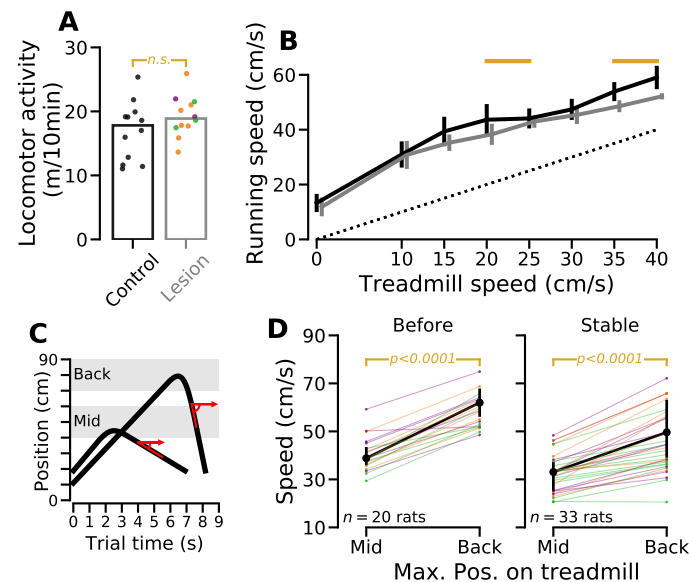 A
Locomotor activity
(m/10min)
30
20
10
0
n.s.
Control
Lesion
B
Running speed (cm/s)
60
40
20
0
0
10
15
20
25
30
35
40
Treadmill speed (cm/s)
C
Position (cm)
90
0
Back
Mid
0 1 2 3 4 5 6 7 8 9
Trial time (s)
D
Before
Stable
Speed (cm/s)
90
70
50
30
10
p<0.0001
p<0.0001
n = 20 rats
n = 33 rats
Mid
Back
Mid
Back
Max. Pos. on treadmill